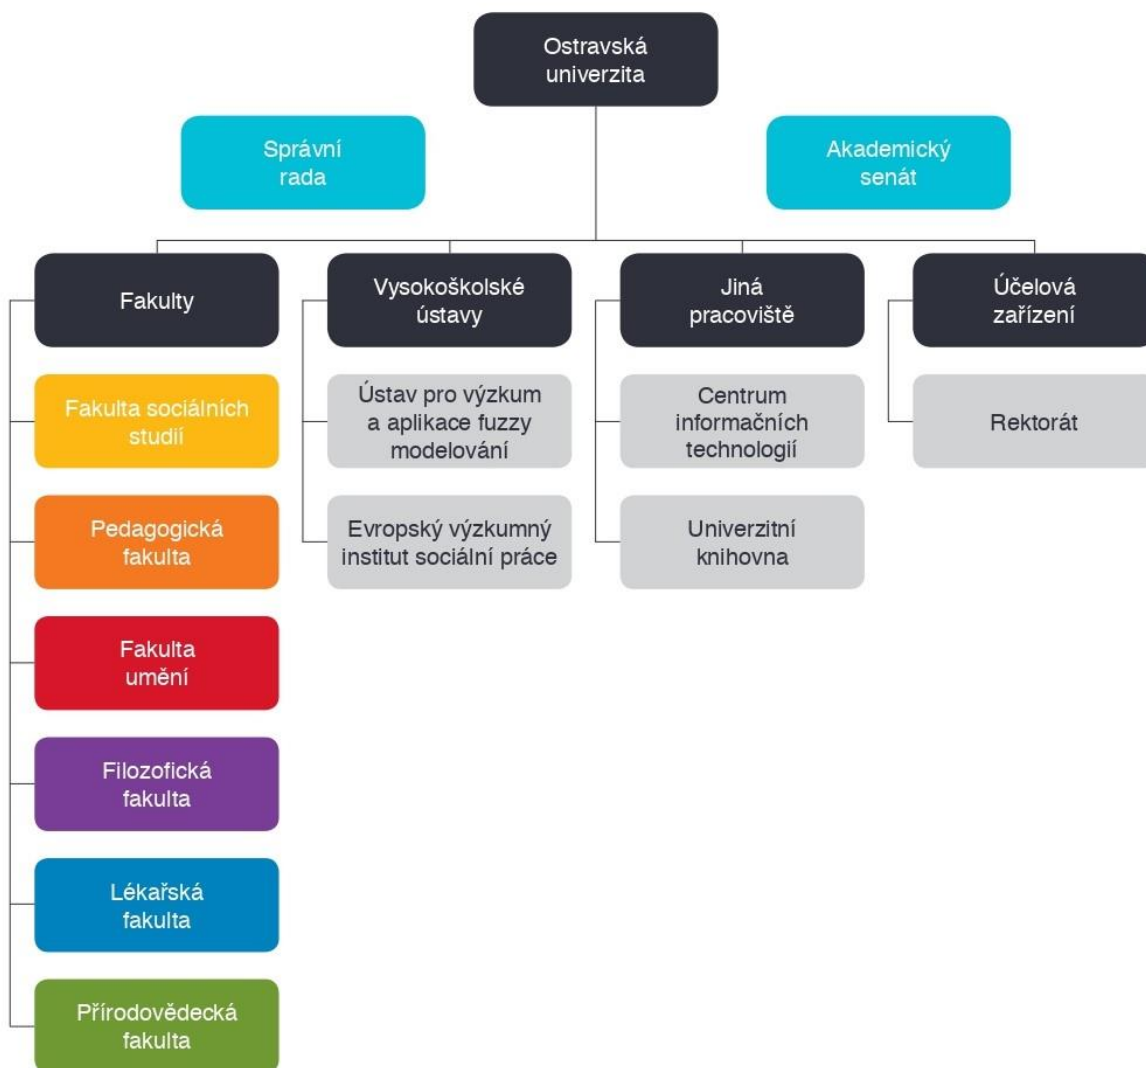 Ostravská
univerzita
Správní
rada
Akademický
senát
Fakulty
Vysokoškolské
ústavy
Jiná
pracoviště
Účelová
zařízení
Fakulta sociálních
studií
Ústav pro výzkum
a aplikace fuzzy
modelování
Centrum
informačních
technologií
Rektorát
Pedagogická
fakulta
Evropský výzkumný
institut sociální práce
Univerzitní
knihovna
Fakulta
umění
Filozofická
fakulta
Lékařská
fakulta
Přírodovědecká
fakulta